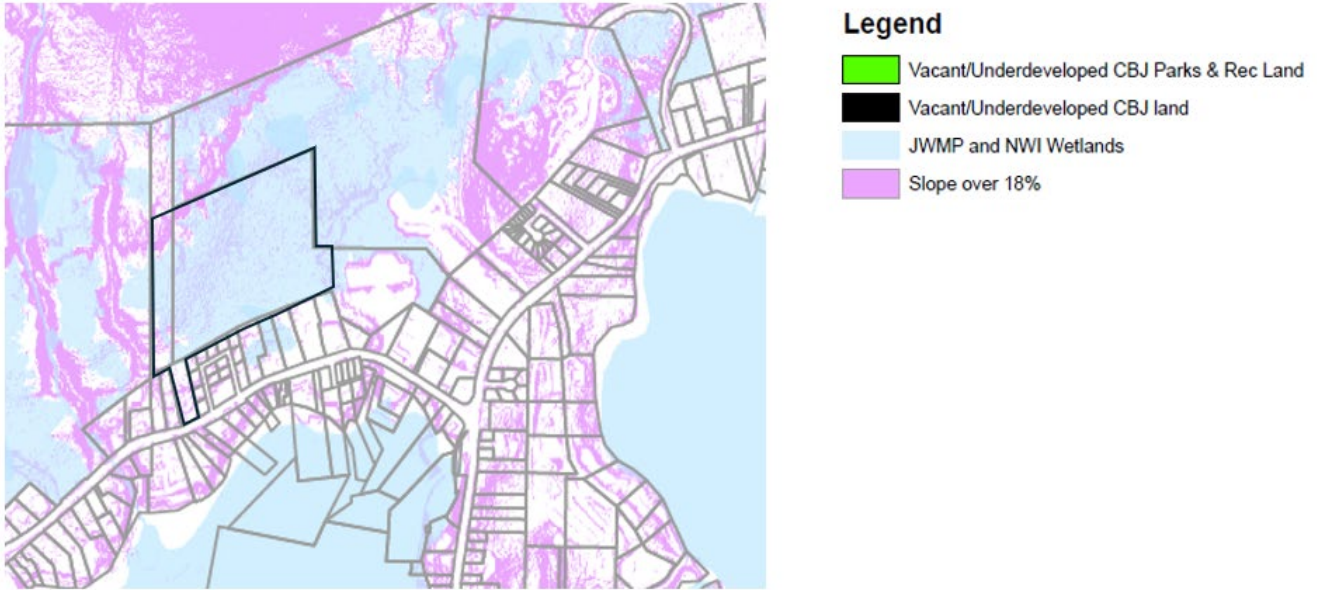 Legend
Vacant/Underdeveloped CBJ Parks & Rec Land
Vacant/Underdeveloped CBJ land
JWMP and NWI Wetlands
Slope over 18%